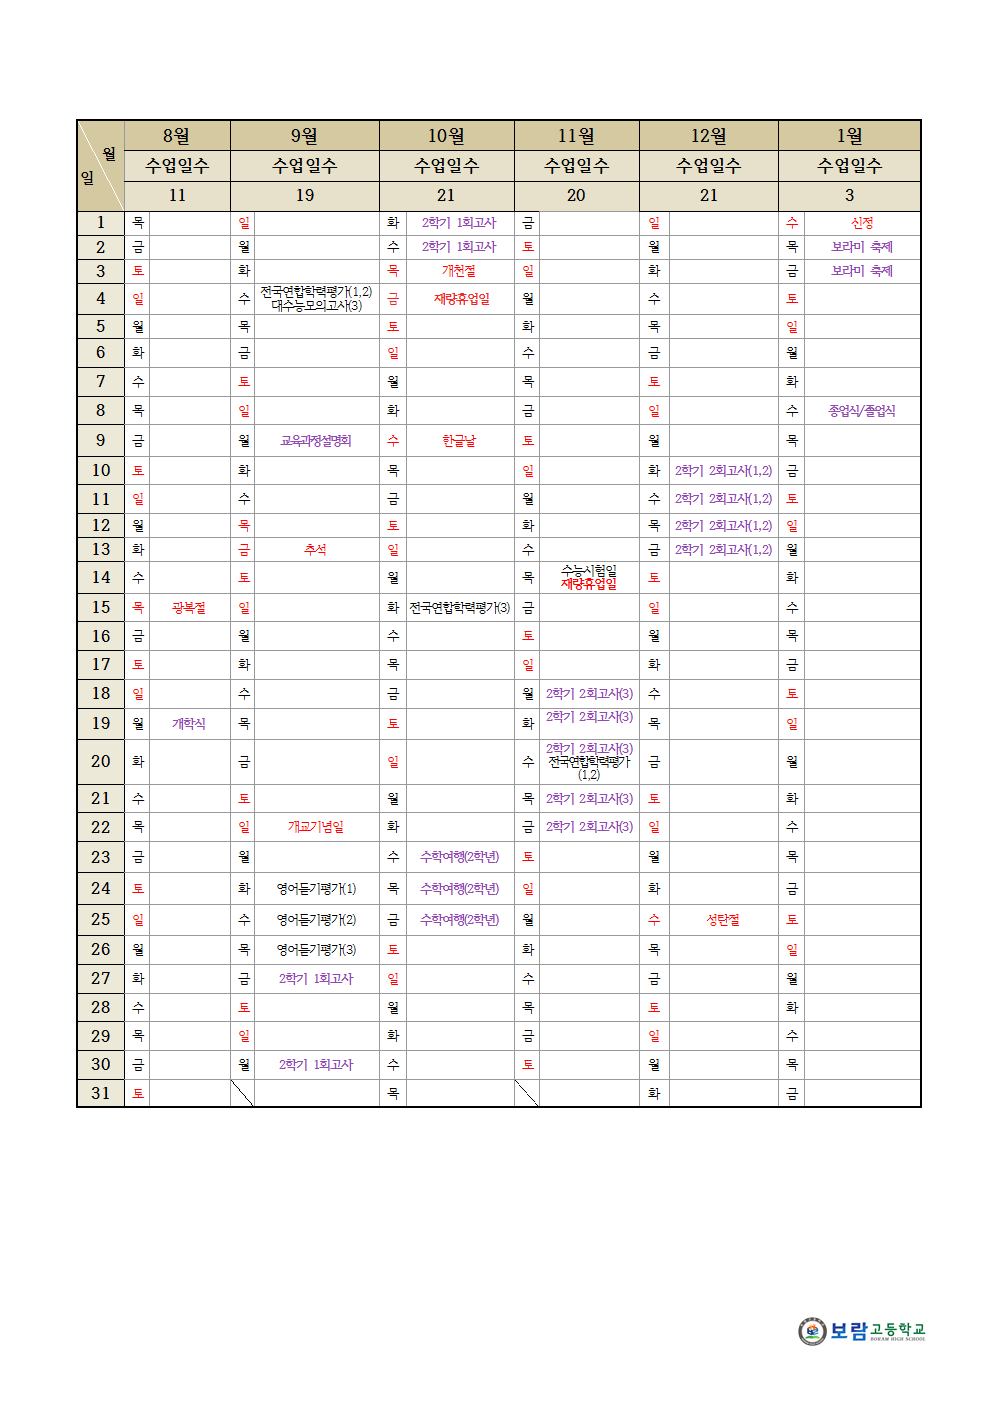 월 8월 9월 10월 11월 12월 1월
일 수업일수 수업일수 수업일수 수업일수 수업일수 수업일수
11 19 21 20 21 3
1 목 일 화 2학기 1회고사 금 일 수 신정
2 금 월 수 2학기 1회고사 토 월 목 보라미 축제
3 토 화 목 개천절 일 화 금 보라미 축제
4 일 수 전국연합학력평가(1,2) 금 재량휴업일 월 수 토
대수능모의고사(3)
5 월 목 토 화 목 일
6 화 금 일 수 금 월
7 수 토 월 목 토 화
8 목 일 화 금 일 수 종업식/졸업식
9 금 월 교육과정설명회 수 한글날 토 월 목
10 토 화 목 일 화 2학기 2회고사(1,2) 금
11 일 수 금 월 수 2학기 2회고사(1,2) 토
12 월 목 토 화 목 2학기 2회고사(1,2) 일
13 화 금 추석 일 수 금 2학기 2회고사(1,2) 월
14 수 토 월 목 수능시험일 토 화
재량휴업일
15 목 광복절 일 화 전국연합학력평가(3) 금 일 수
16 금 월 수 토 월 목
17 토 화 목 일 화 금
18 일 수 금 월 2학기 2회고사(3) 수 토
19 월 개학식 목 토 화 2학기 2회고사(3) 목 일
20 화 금 일 수 2학기 2회고사(3) 금 월
전국연합학력평가
(1,2)
21 수 토 월 목 2학기 2회고사(3) 토 화
22 목 일 개교기념일 화 금 2학기 2회고사(3) 일 수
23 금 월 수 수학여행(2학년) 토 월 목
24 토 화 영어듣기평가(1) 목 수학여행(2학년) 일 화 금
25 일 수 영어듣기평가(2) 금 수학여행(2학년) 월 수 성탄절 토
26 월 목 영어듣기평가(3) 토 화 목 일
27 화 금 2학기 1회고사 일 수 금 월
28 수 토 월 목 토 화
29 목 일 화 금 일 수
30 금 월 2학기 1회고사 수 토 월 목
31 토 목 화 금
보람고등학교
BORAM HIGH SCHOOL